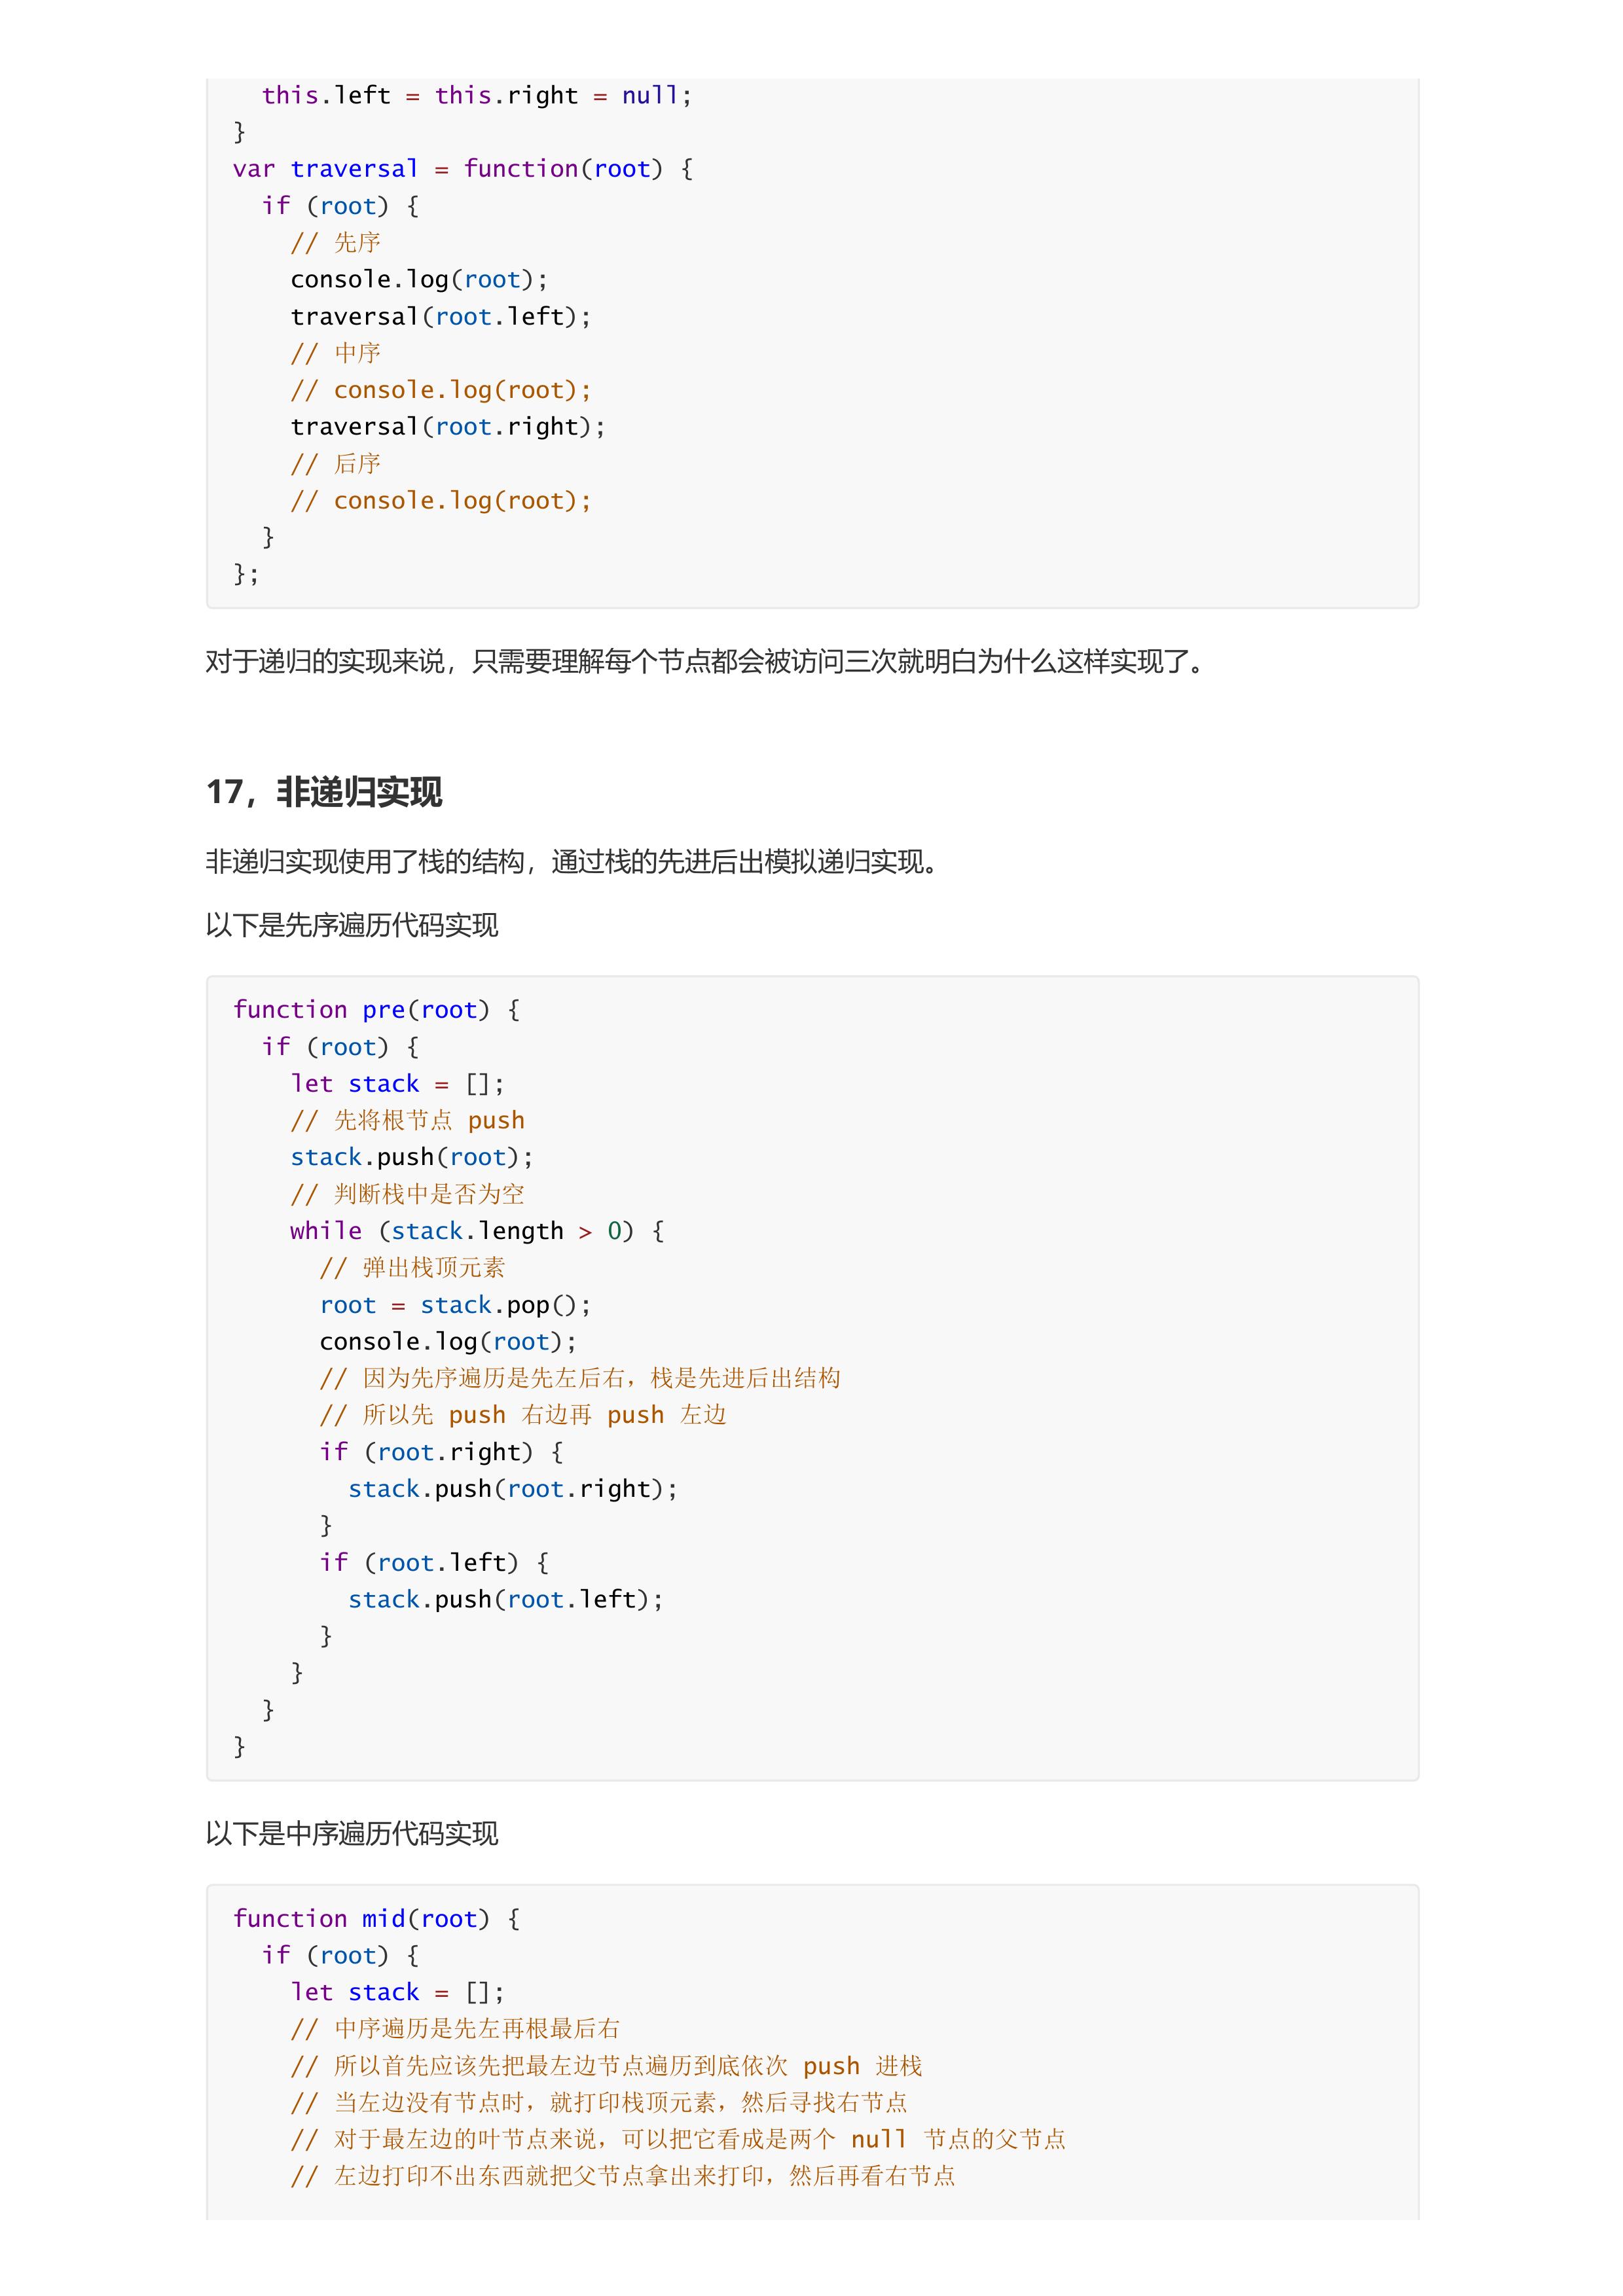 this.left = this.right = null;
}
var traversal = function(root) {
  if (root) {
    // 先序
    console.log(root);
    traversal(root.left);
    // 中序
    // console.log(root);
    traversal(root.right);
    // 后序
    // console.log(root);
  }
};
对于递归的实现来说，只需要理解每个节点都会被访问三次就明白为什么这样实现了。
17，非递归实现
非递归实现使用了栈的结构，通过栈的先进后出模拟递归实现。
以下是先序遍历代码实现
function pre(root) {
  if (root) {
    let stack = [];
    // 先将根节点 push
    stack.push(root);
    // 判断栈中是否为空
    while (stack.length > 0) {
      // 弹出栈顶元素
      root = stack.pop();
      console.log(root);
      // 因为先序遍历是先左后右，栈是先进后出结构
      // 所以先 push 右边再 push 左边
      if (root.right) {
        stack.push(root.right);
      }
      if (root.left) {
        stack.push(root.left);
      }
    }
  }
}
以下是中序遍历代码实现
function mid(root) {
  if (root) {
    let stack = [];
    // 中序遍历是先左再根最后右
    // 所以首先应该先把最左边节点遍历到底依次 push 进栈
    // 当左边没有节点时，就打印栈顶元素，然后寻找右节点
    // 对于最左边的叶节点来说，可以把它看成是两个 null 节点的父节点
    // 左边打印不出东西就把父节点拿出来打印，然后再看右节点